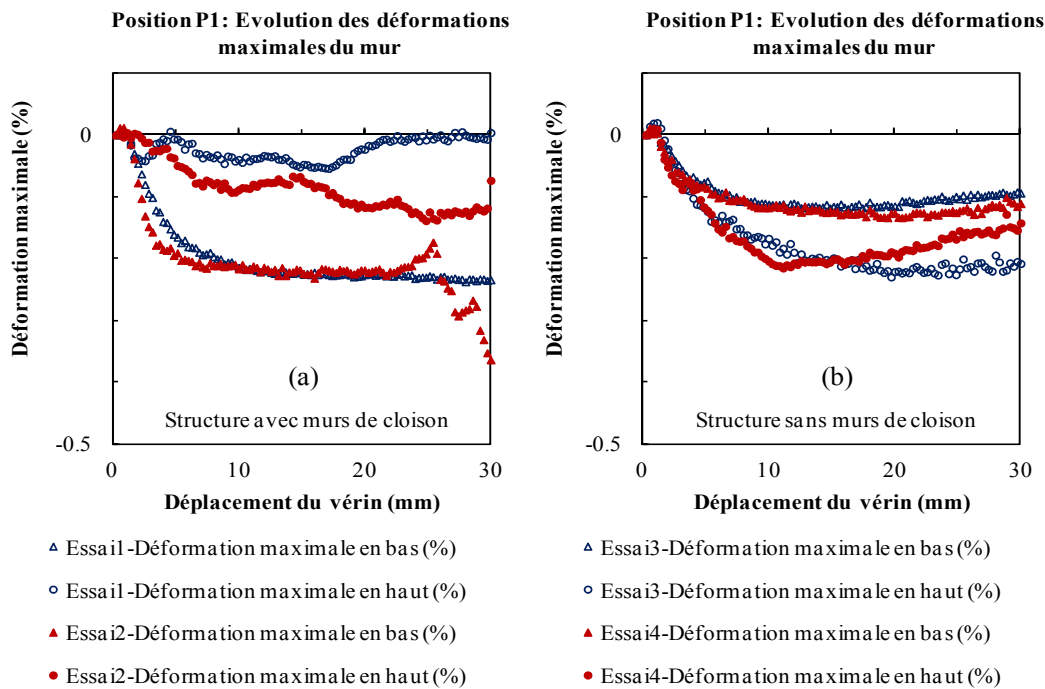 Position P1: Evolution des déformations
maximales du mur
Déformation maximale (%)
0
-0.5
(a)
Structure avec murs de cloison
0 10 20 30
Déplacement du vérin (mm)
Essai1-Déformation maximale en bas (%)
Essai1-Déformation maximale en haut (%)
Essai2-Déformation maximale en bas (%)
Essai2-Déformation maximale en haut (%)
Position P1: Evolution des déformations
maximales du mur
Déformation maximale (%)
0
-0.5
(b)
Structure sans murs de cloison
0 10 20 30
Déplacement du vérin (mm)
Essai3-Déformation maximale en bas (%)
Essai3-Déformation maximale en haut (%)
Essai4-Déformation maximale en bas (%)
Essai4-Déformation maximale en haut (%)